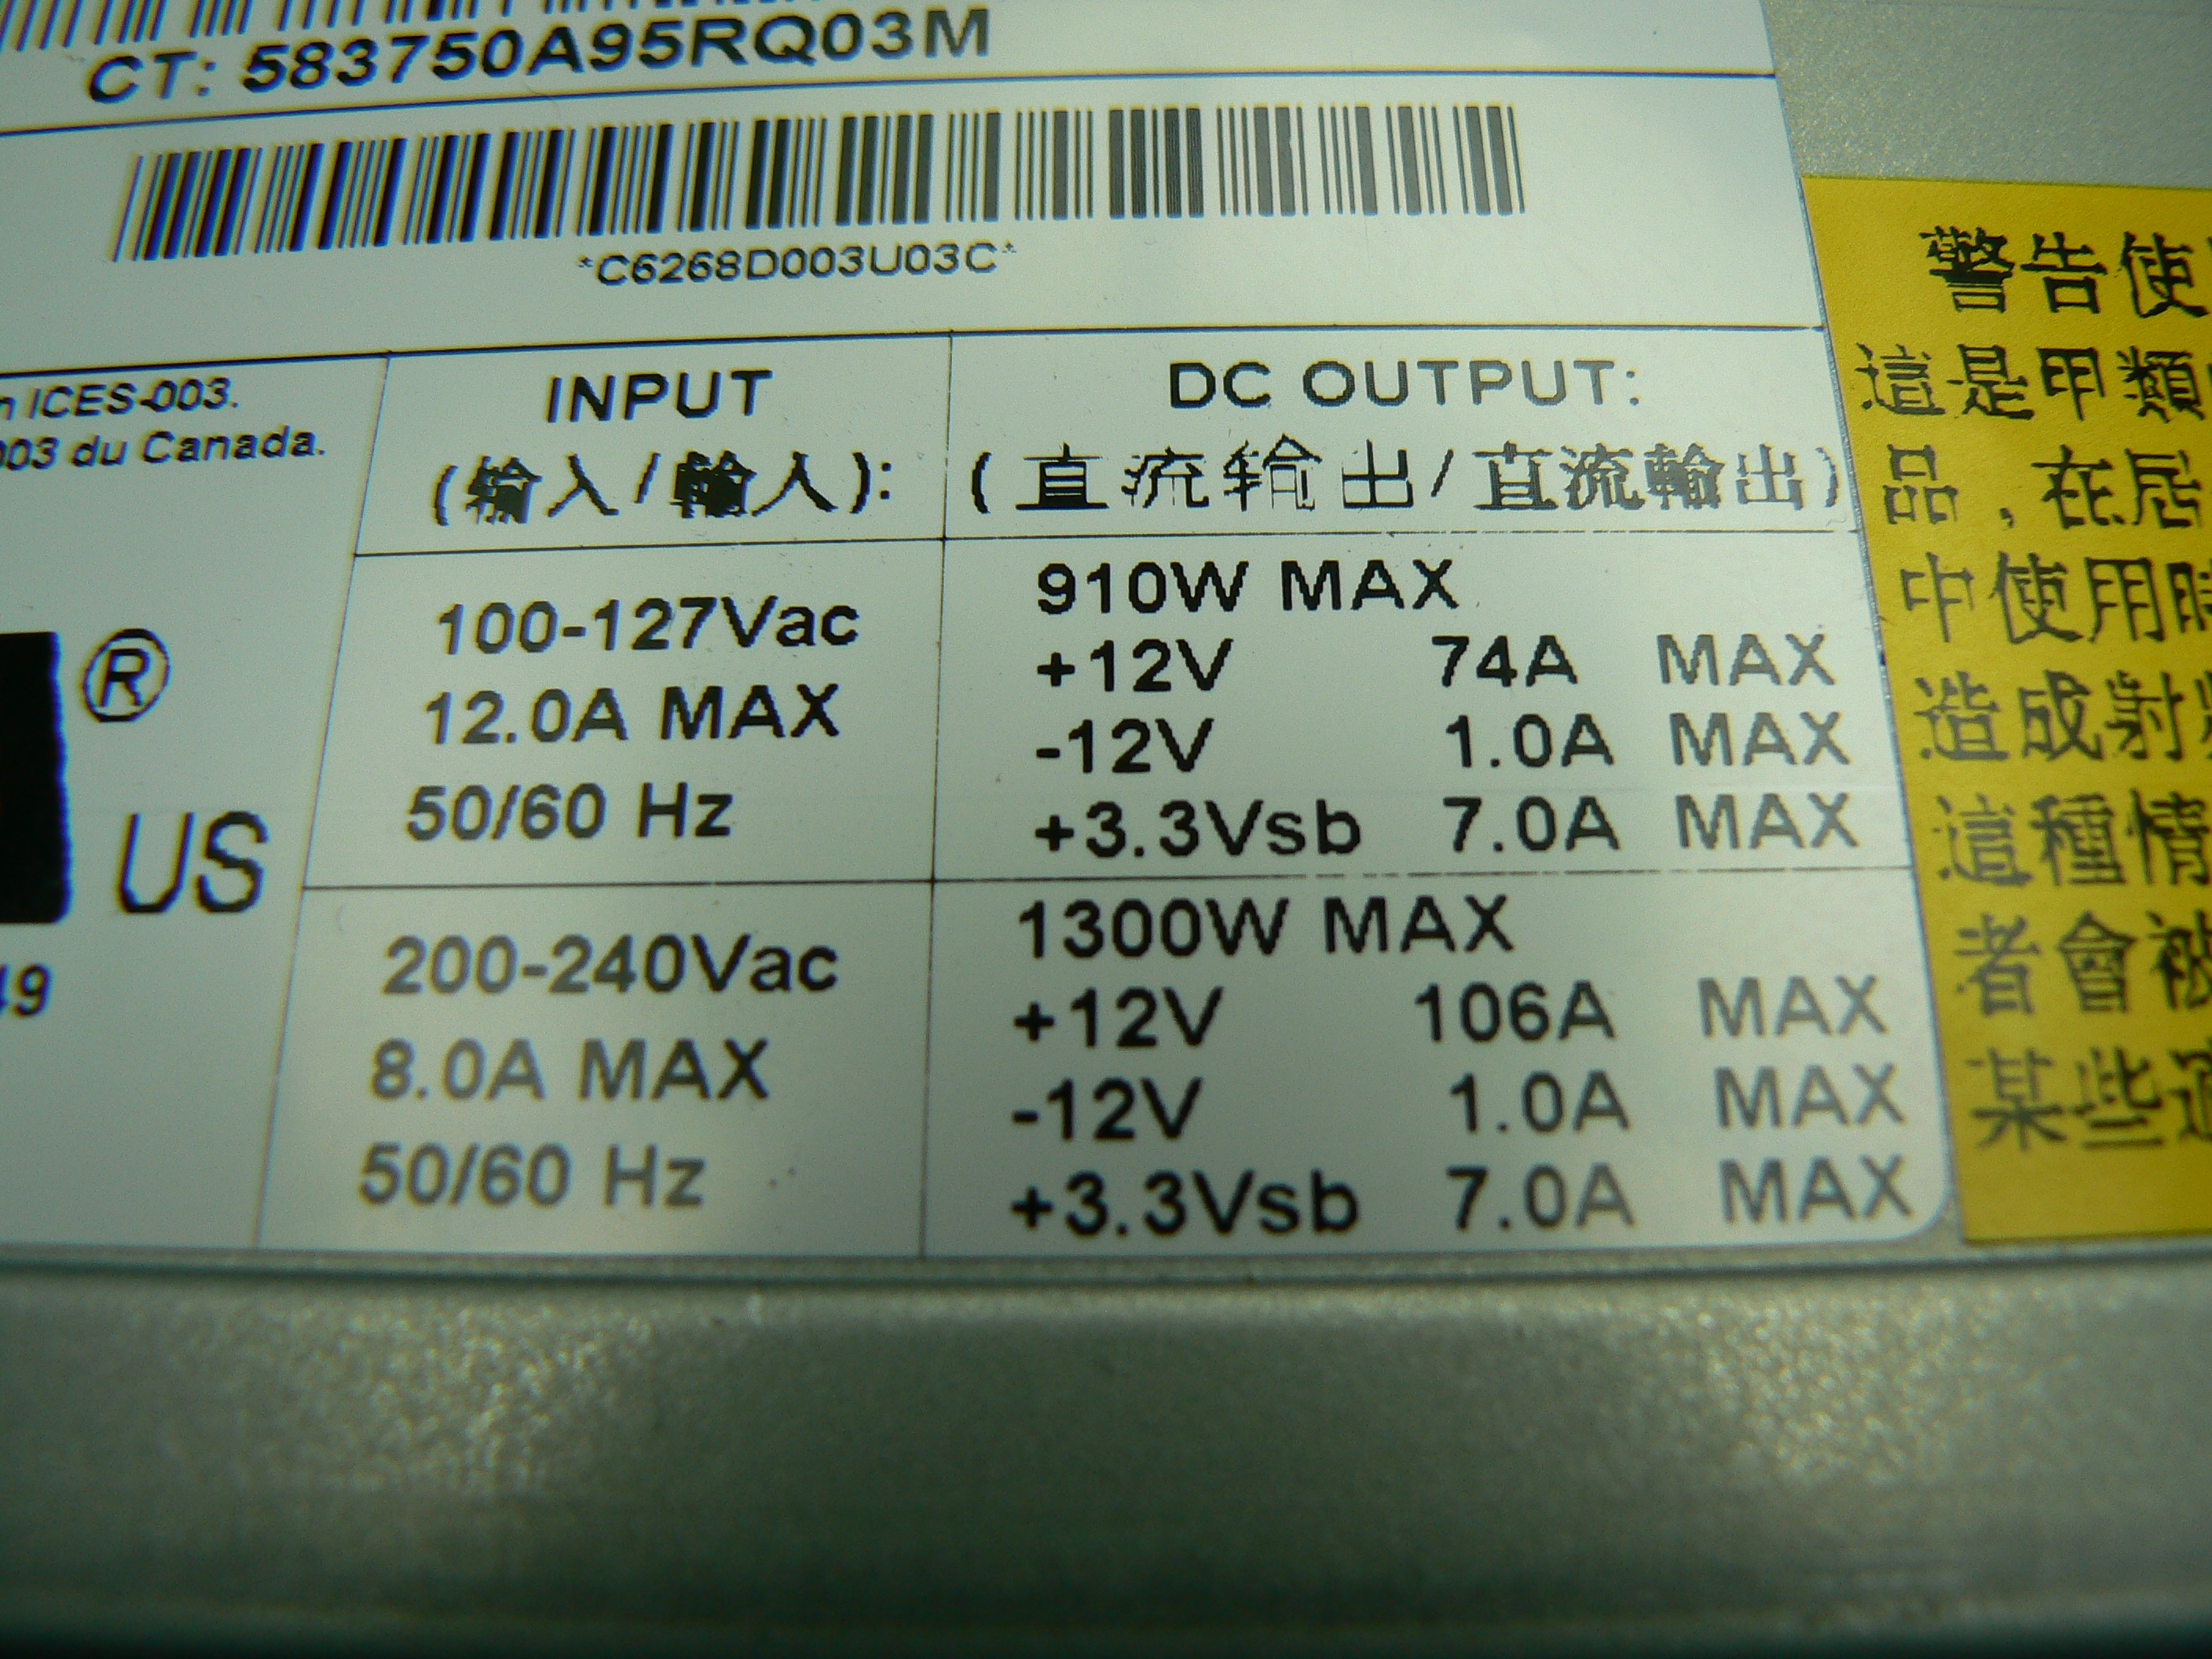 CT: 583750A95RQ03M
*C6268D003U03C*
ICES-003.
003 du Canada.
INPUT
(输入/輸入):
100-127Vac
12.0A MAX
50/60 Hz
200-240Vac
8.0A MAX
50/60 Hz
DC OUTPUT:
(直流输出/直流輸出)
910W MAX
+12V 74A MAX
-12V 1.0A MAX
+3.3Vsb 7.0A MAX
1300W MAX
+12V 106A MAX
-12V 1.0A MAX
+3.3Vsb 7.0A MAX
®
US
49
警告使
這是甲類
品,在居
中使用時
造成射
這種情
者會被
某些適